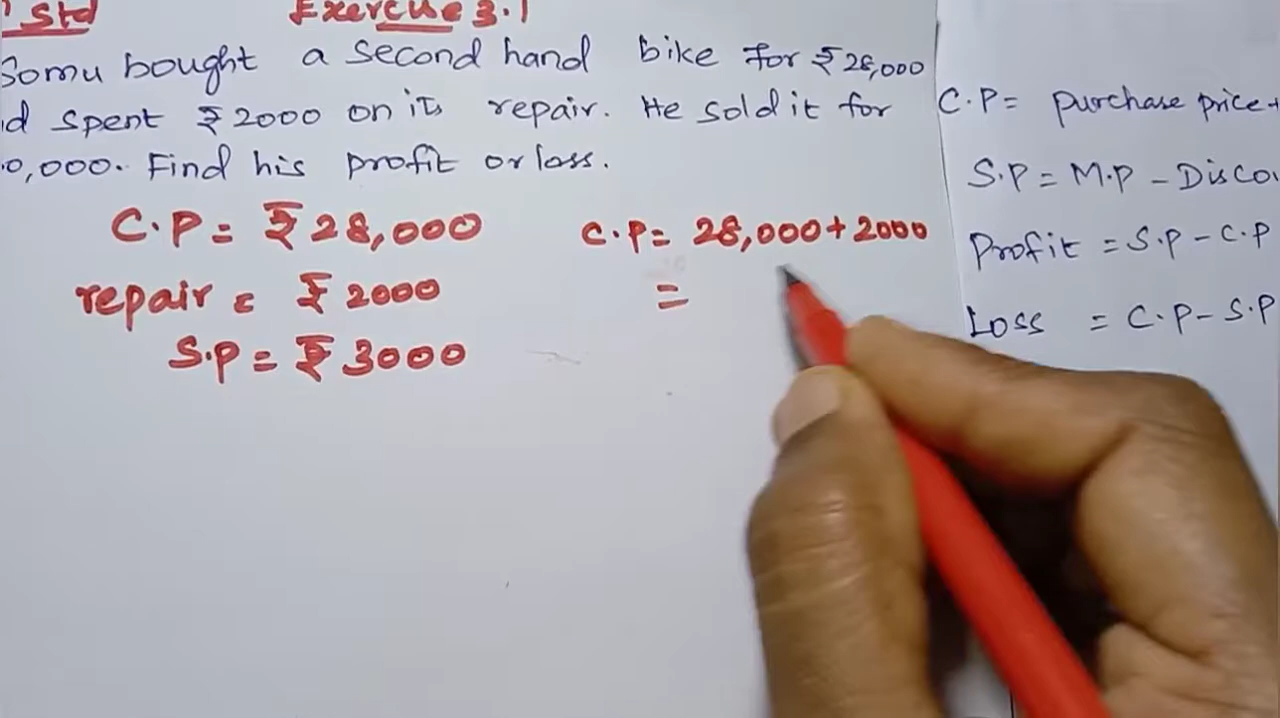 Std Exercise 3.1
Somu bought a second hand bike for ₹28,000
d spent ₹2000 on its repair. He sold it for
0,000. Find his profit or loss.
C.P = purchase price +
S.P = M.P - Disco
Profit = S.P - C.P
Loss = C.P - S.P
C.P = ₹28,000
repair = ₹2000
S.P = ₹3000
C.P = 28,000 + 2000
=